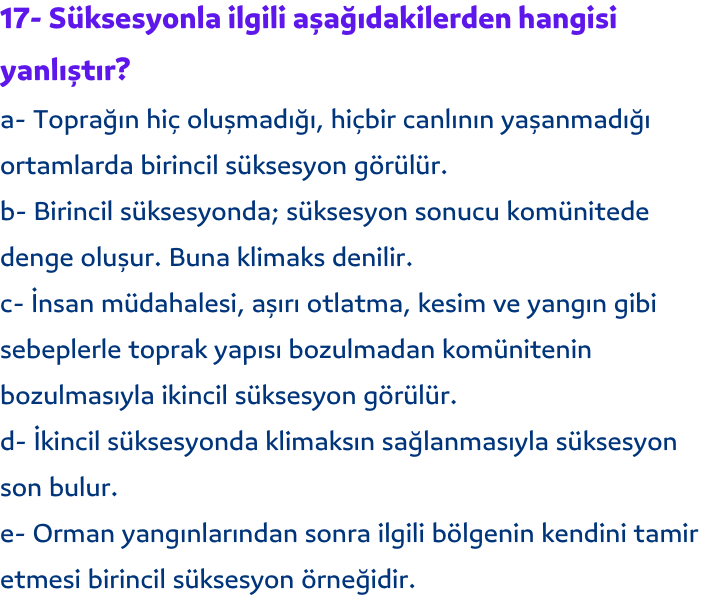 17- Süksesyonla ilgili aşağıdakilerden hangisi
yanlıştır?
a- Toprağın hiç oluşmadığı, hiçbir canlının yaşanmadığı
ortamlarda birincil süksesyon görülür.
b- Birincil süksesyonda; süksesyon sonucu komünitede
denge oluşur. Buna klimaks denilir.
c- İnsan müdahalesi, aşırı otlatma, kesim ve yangın gibi
sebeplerle toprak yapısı bozulmadan komünitenin
bozulmasıyla ikincil süksesyon görülür.
d- İkincil süksesyonda klimaksın sağlanmasıyla süksesyon
son bulur.
e- Orman yangınlarından sonra ilgili bölgenin kendini tamir
etmesi birincil süksesyon örneğidir.